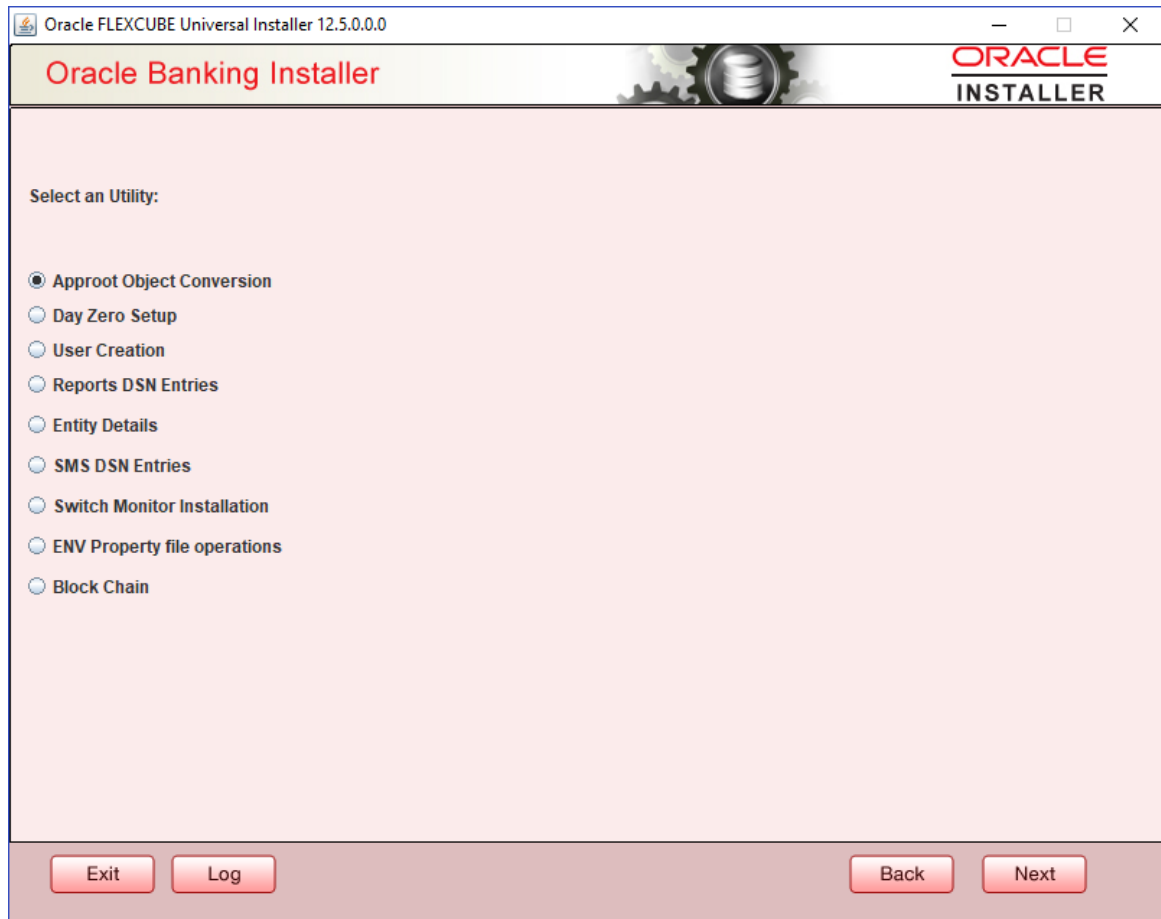 Oracle FLEXCUBE Universal Installer 12.5.0.0.0
Oracle Banking Installer
ORACLE
INSTALLER
Select an Utility:
Approot Object Conversion
Day Zero Setup
User Creation
Reports DSN Entries
Entity Details
SMS DSN Entries
Switch Monitor Installation
ENV Property file operations
Block Chain
Exit Log Back Next